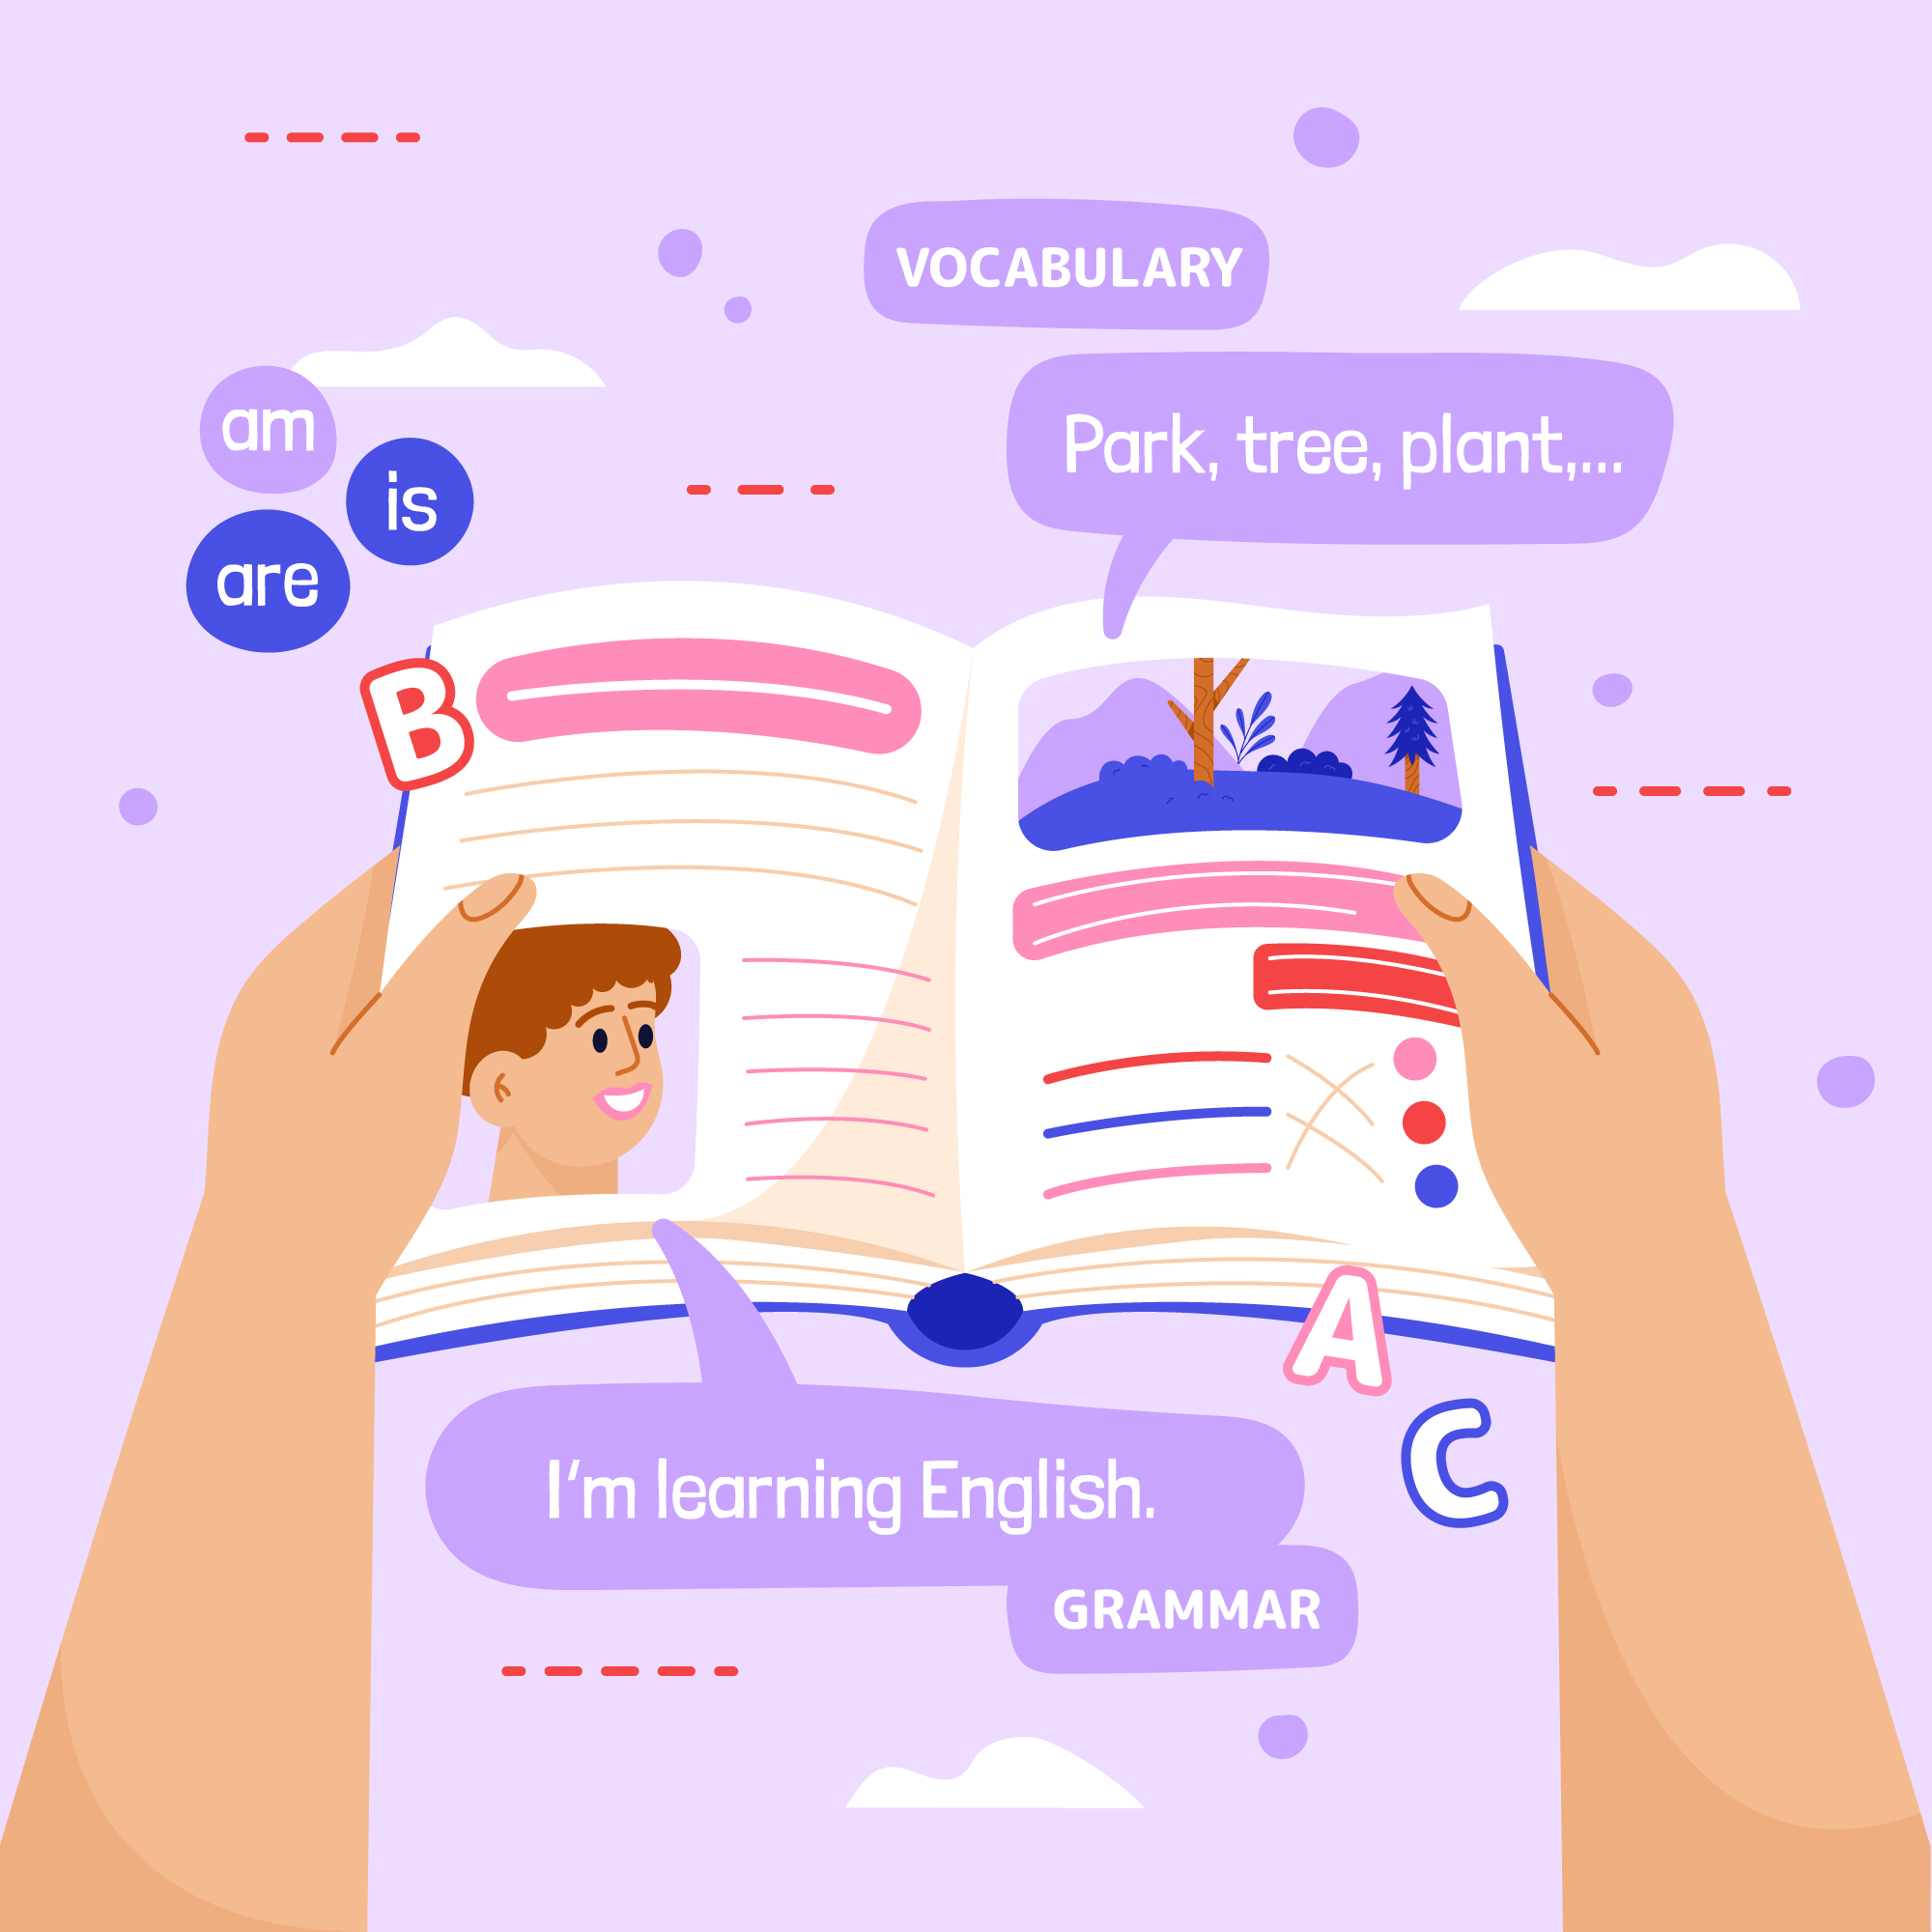 VOCABULARY
Park, tree, plant,...
am
is
are
B
A
C
I'm learning English.
GRAMMAR